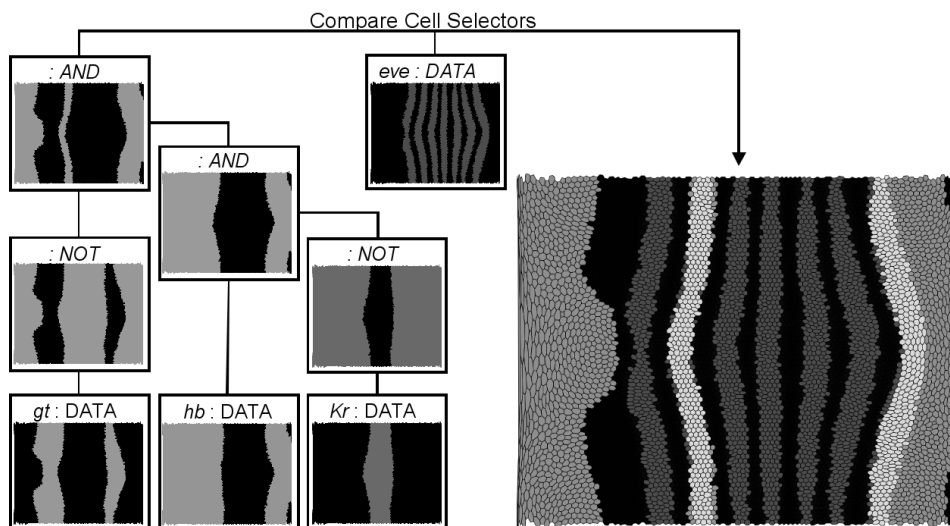 Compare Cell Selectors
: AND
eve : DATA
: AND
: NOT
: NOT
gt : DATA
hb : DATA
Kr : DATA